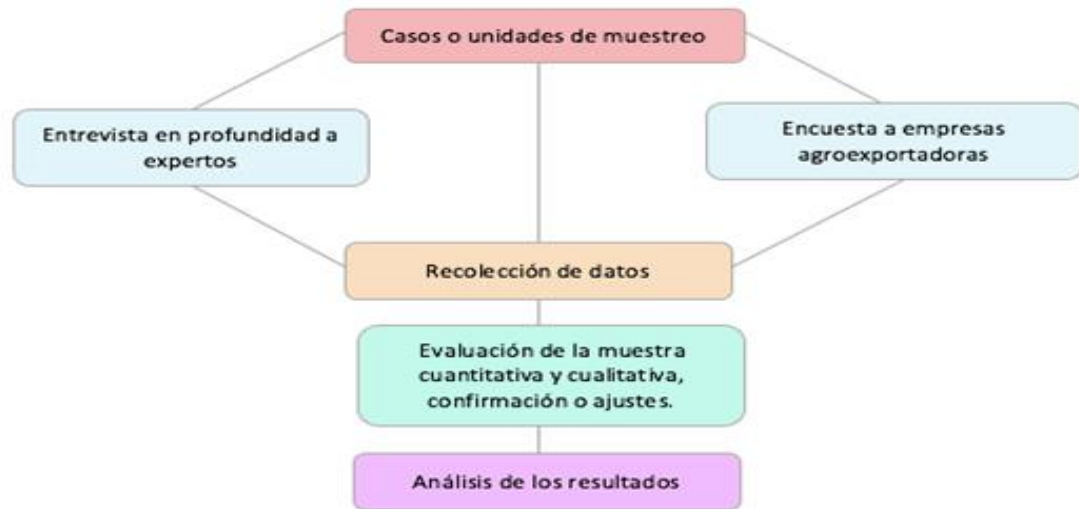 Casos o unidades de muestreo
Entrevista en profundidad a
expertos
Encuesta a empresas
agroexportadoras
Recolección de datos
Evaluación de la muestra
cuantitativa y cualitativa,
confirmación o ajustes.
Análisis de los resultados